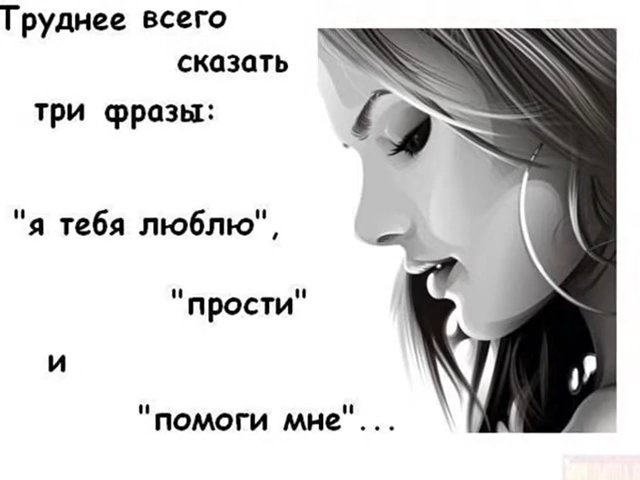 Труднее всего
сказать
три фразы:
"я тебя люблю",
"прости"
и
"помоги мне"...